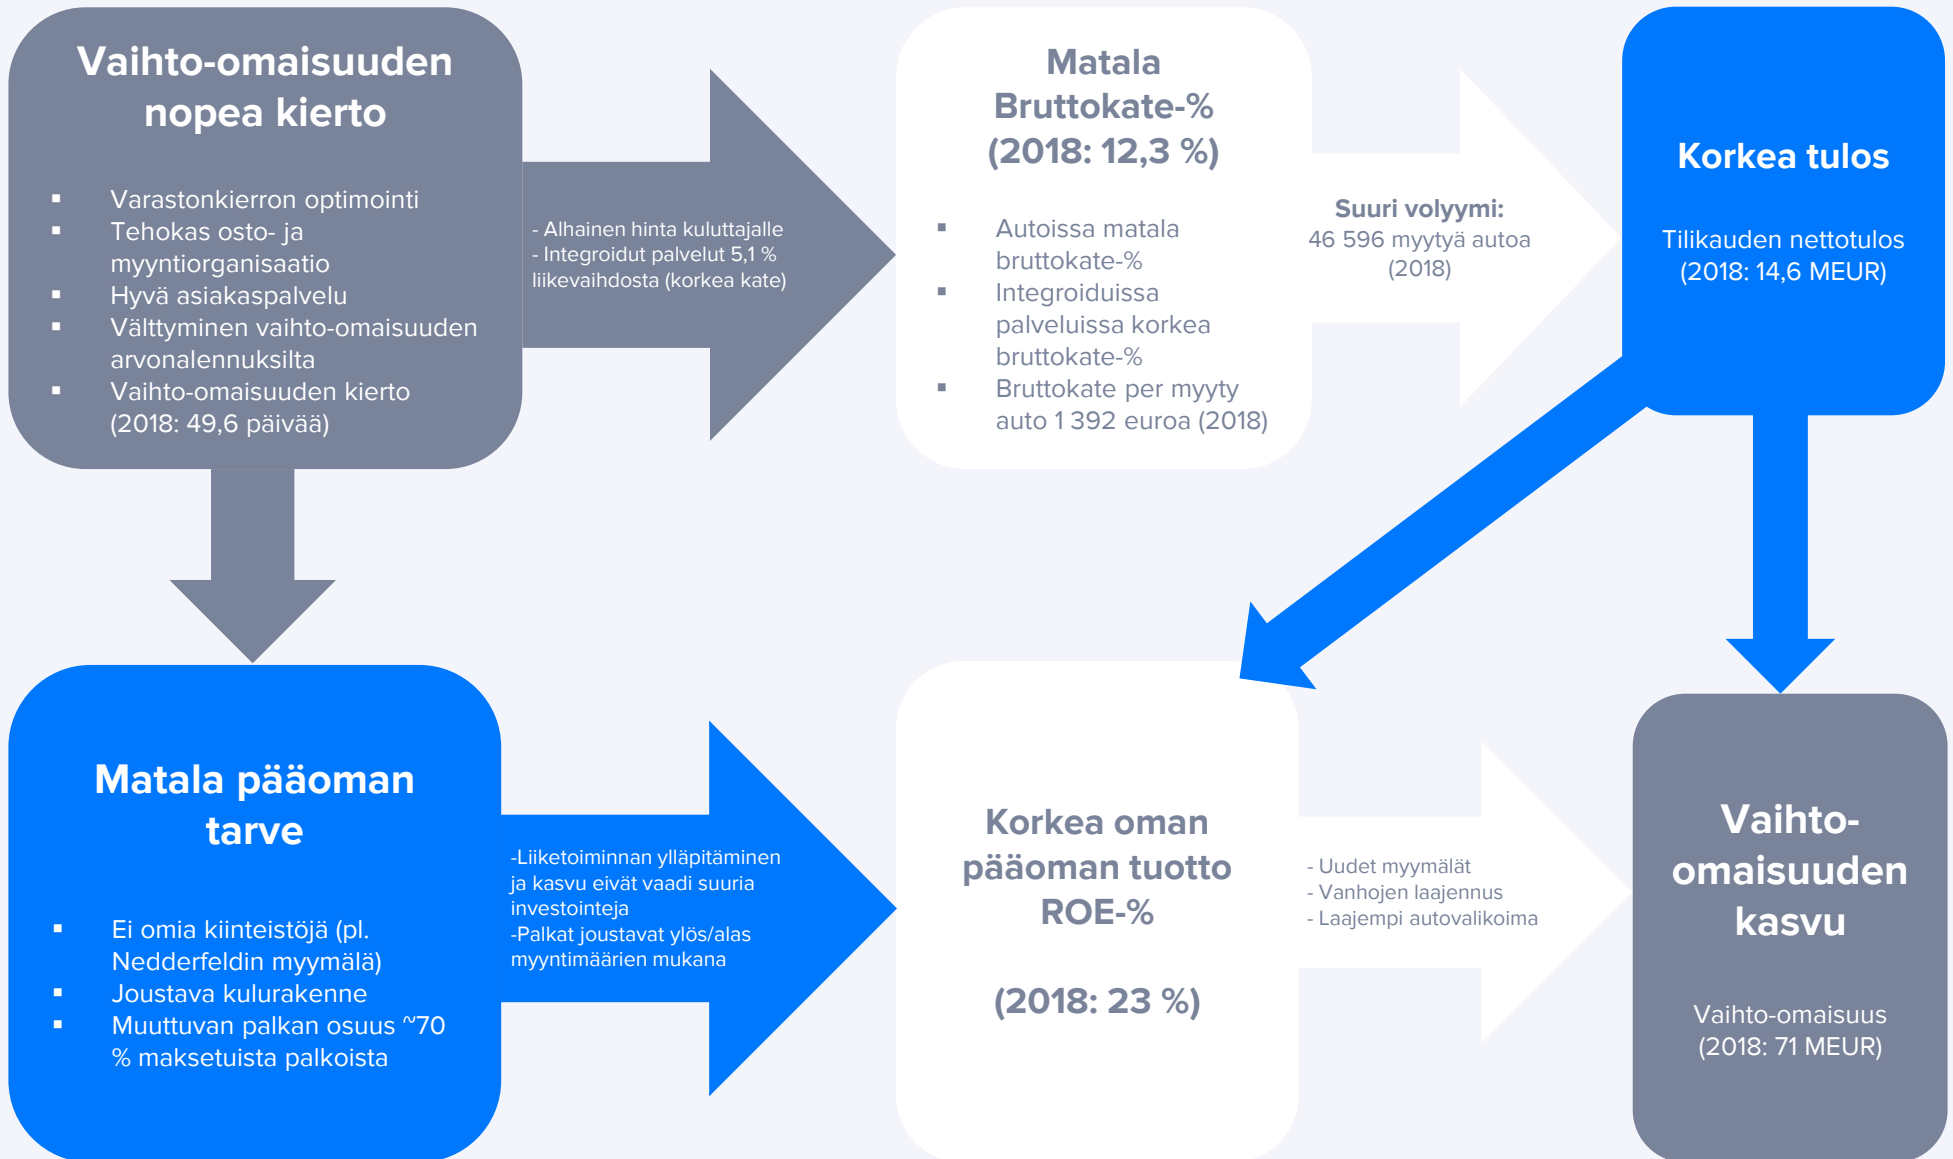 Vaihto-omaisuuden
nopea kierto
▪ Varastonkierron optimointi
▪ Tehokas osto- ja
myyntiorganisaatio
▪ Hyvä asiakaspalvelu
▪ Välttyminen vaihto-omaisuuden
arvonalennuksilta
▪ Vaihto-omaisuuden kierto
(2018: 49,6 päivää)
- Alhainen hinta kuluttajalle
- Integroidut palvelut 5,1 %
liikevaihdosta (korkea kate)
Matala
Bruttokate-%
(2018: 12,3 %)
▪ Autoissa matala
bruttokate-%
▪ Integroiduissa
palveluissa korkea
bruttokate-%
▪ Bruttokate per myyty
auto 1 392 euroa (2018)
Suuri volyymi:
46 596 myytyä autoa
(2018)
Korkea tulos
Tilikauden nettotulos
(2018: 14,6 MEUR)
Matala pääoman
tarve
▪ Ei omia kiinteistöjä (pl.
Nedderfeldin myymälä)
▪ Joustava kulurakenne
▪ Muuttuvan palkan osuus ~70
% maksetuista palkoista
-Liiketoiminnan ylläpitäminen
ja kasvu eivät vaadi suuria
investointeja
-Palkat joustavat ylös/alas
myyntimäärien mukana
Korkea oman
pääoman tuotto
ROE-%
(2018: 23 %)
- Uudet myymälät
- Vanhojen laajennus
- Laajempi autovalikoima
Vaihto-
omaisuuden
kasvu
Vaihto-omaisuus
(2018: 71 MEUR)